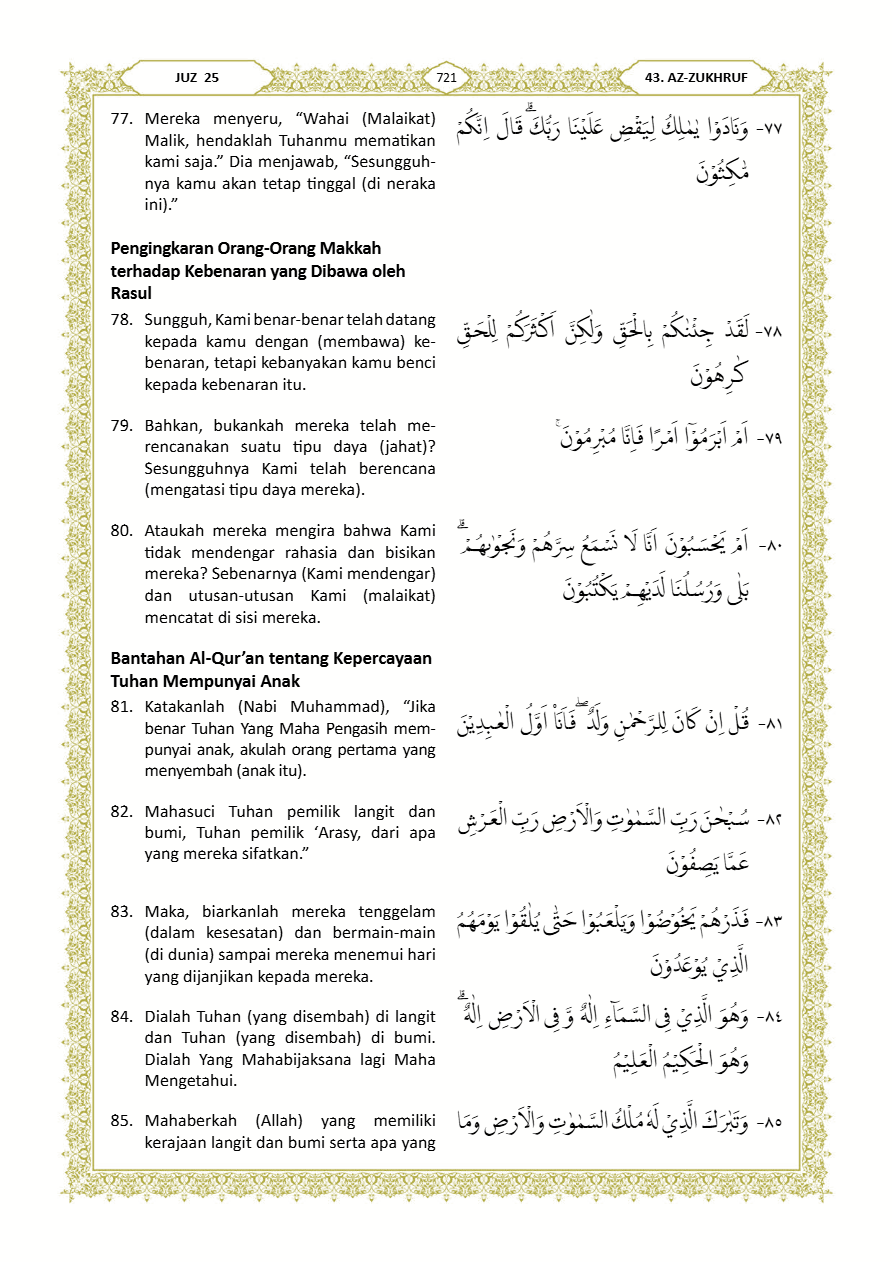 JUZ 25
721
43. AZ-ZUKHRUF
77. Mereka menyeru, “Wahai (Malaikat)
Malik, hendaklah Tuhanmu mematikan
kami saja.” Dia menjawab, “Sesungguh-
nya kamu akan tetap tinggal (di neraka
ini).”
٧٧- وَنَادَوْا يٰمٰلِكُ لِيَقْضِ عَلَيْنَا رَبُّكَۗ قَالَ اِنَّكُمْ
مّٰكِثُوْنَ
Pengingkaran Orang-Orang Makkah
terhadap Kebenaran yang Dibawa oleh
Rasul
78. Sungguh, Kami benar-benar telah datang
kepada kamu dengan (membawa) ke-
benaran, tetapi kebanyakan kamu benci
kepada kebenaran itu.
٧٨- لَقَدْ جِئْنٰكُمْ بِالْحَقِّ وَلٰكِنَّ اَكْثَرَكُمْ لِلْحَقِّ
كٰرِهُوْنَ
79. Bahkan, bukankah mereka telah me-
rencanakan suatu tipu daya (jahat)?
Sesungguhnya Kami telah berencana
(mengatasi tipu daya mereka).
٧٩- اَمْ اَبْرَمُوْٓا اَمْرًا فَاِنَّا مُبْرِمُوْنَۚ
80. Ataukah mereka mengira bahwa Kami
tidak mendengar rahasia dan bisikan
mereka? Sebenarnya (Kami mendengar)
dan utusan-utusan Kami (malaikat)
mencatat di sisi mereka.
٨٠- اَمْ يَحْسَبُوْنَ اَنَّا لَا نَسْمَعُ سِرَّهُمْ وَنَجْوٰىهُمْۗ
بَلٰى وَرُسُلُنَا لَدَيْهِمْ يَكْتُبُوْنَ
Bantahan Al-Qur’an tentang Kepercayaan
Tuhan Mempunyai Anak
81. Katakanlah (Nabi Muhammad), “Jika
benar Tuhan Yang Maha Pengasih mem-
punyai anak, akulah orang pertama yang
menyembah (anak itu).
٨١- قُلْ اِنْ كَانَ لِلرَّحْمٰنِ وَلَدٌ ۖفَاَنَا۠ اَوَّلُ الْعٰبِدِيْنَ
82. Mahasuci Tuhan pemilik langit dan
bumi, Tuhan pemilik ‘Arasy, dari apa
yang mereka sifatkan.”
٨٢- سُبْحٰنَ رَبِّ السَّمٰوٰتِ وَالْاَرْضِ رَبِّ الْعَرْشِ
عَمَّا يَصِفُوْنَ
83. Maka, biarkanlah mereka tenggelam
(dalam kesesatan) dan bermain-main
(di dunia) sampai mereka menemui hari
yang dijanjikan kepada mereka.
٨٣- فَذَرْهُمْ يَخُوْضُوْا وَيَلْعَبُوْا حَتّٰى يُلٰقُوْا يَوْمَهُمُ
الَّذِيْ يُوْعَدُوْنَ
84. Dialah Tuhan (yang disembah) di langit
dan Tuhan (yang disembah) di bumi.
Dialah Yang Mahabijaksana lagi Maha
Mengetahui.
٨٤- وَهُوَ الَّذِيْ فِى السَّمَاۤءِ اِلٰهٌ وَّ فِى الْاَرْضِ اِلٰهٌۗ
وَهُوَ الْحَكِيْمُ الْعَلِيْمُ
85. Mahaberkah (Allah) yang memiliki
kerajaan langit dan bumi serta apa yang
٨٥- وَتَبٰرَكَ الَّذِيْ لَهٗ مُلْكُ السَّمٰوٰتِ وَالْاَرْضِ وَمَا